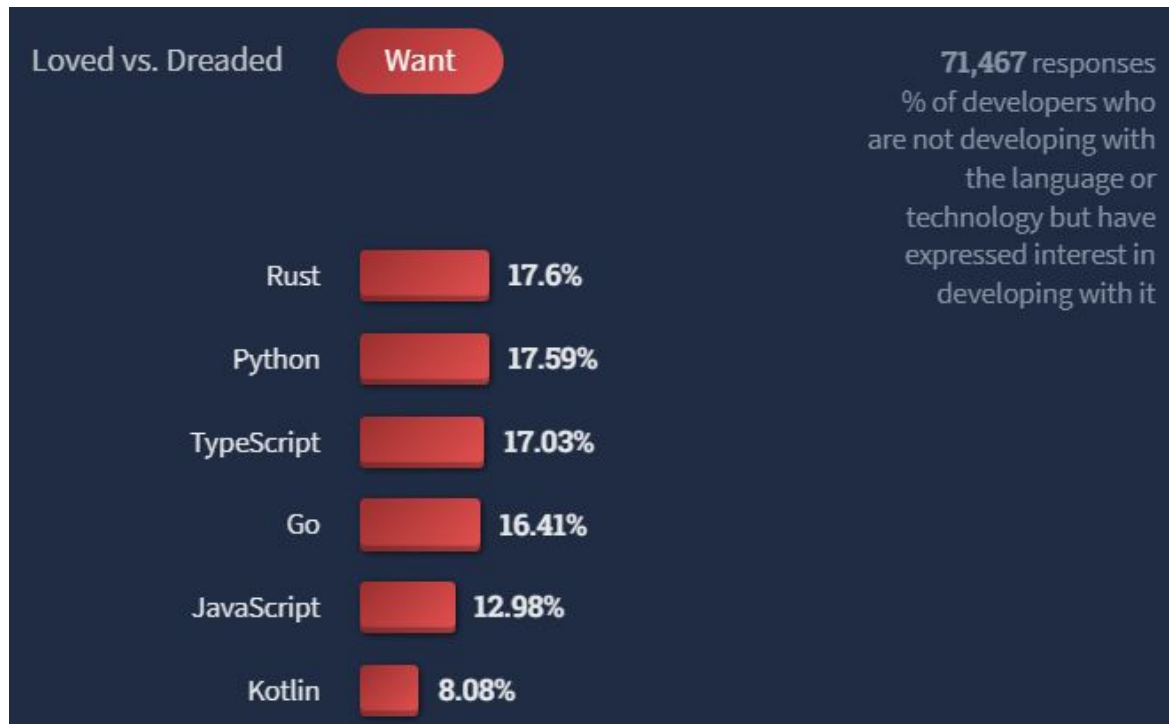 Loved vs. Dreaded
Want
71,467 responses
% of developers who
are not developing with
the language or
technology but have
expressed interest in
developing with it
Rust 17.6%
Python 17.59%
TypeScript 17.03%
Go 16.41%
JavaScript 12.98%
Kotlin 8.08%